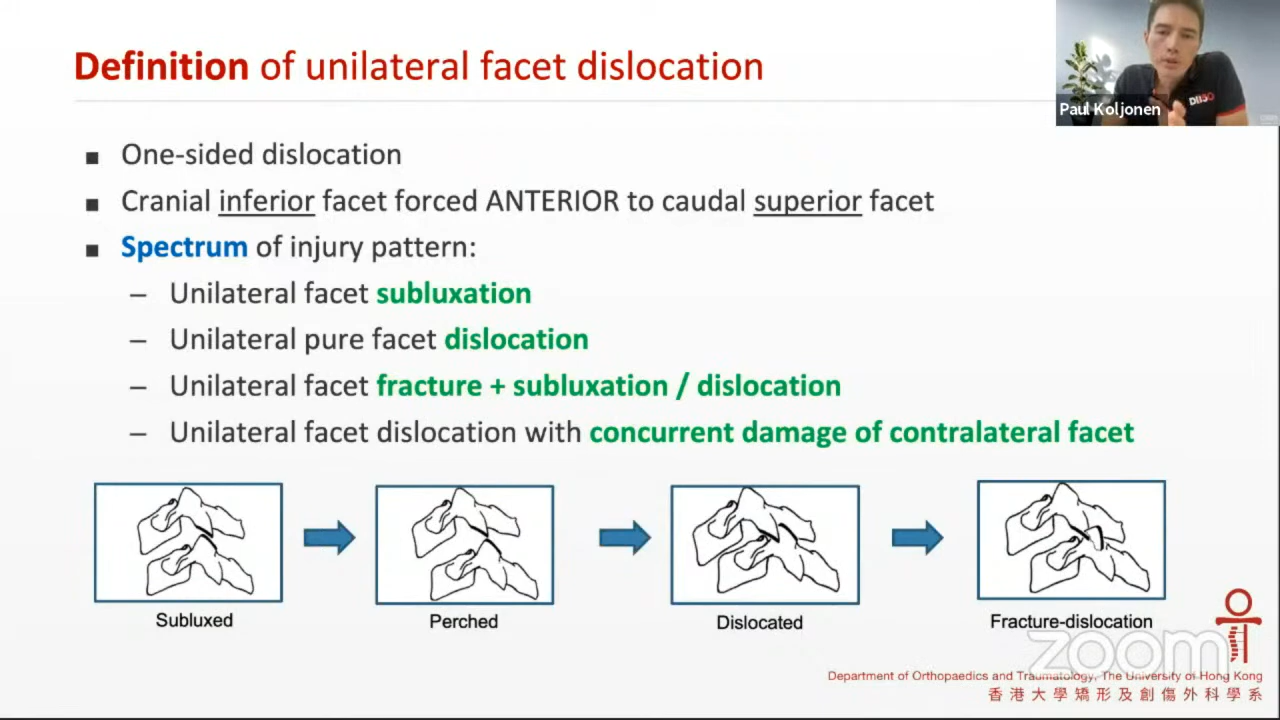 Definition of unilateral facet dislocation
DIISO
Paul Koljonen
■ One-sided dislocation
■ Cranial inferior facet forced ANTERIOR to caudal superior facet
■ Spectrum of injury pattern:
– Unilateral facet subluxation
– Unilateral pure facet dislocation
– Unilateral facet fracture + subluxation / dislocation
– Unilateral facet dislocation with concurrent damage of contralateral facet
Subluxed
Perched
Dislocated
Fracture-dislocation
zoom
Department of Orthopaedics and Traumatology, The University of Hong Kong
香港大學矯形及創傷外科學系